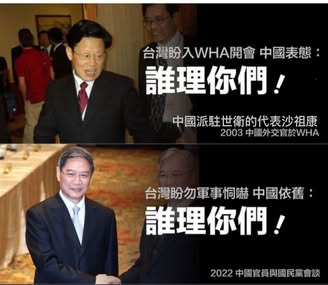 台灣盼入WHA開會 中國表態：
誰理你們！
中國派駐世衛的代表沙祖康
2003 中國外交官於WHA
台灣盼勿軍事恫嚇 中國依舊：
誰理你們！
2022 中國官員與國民黨會談